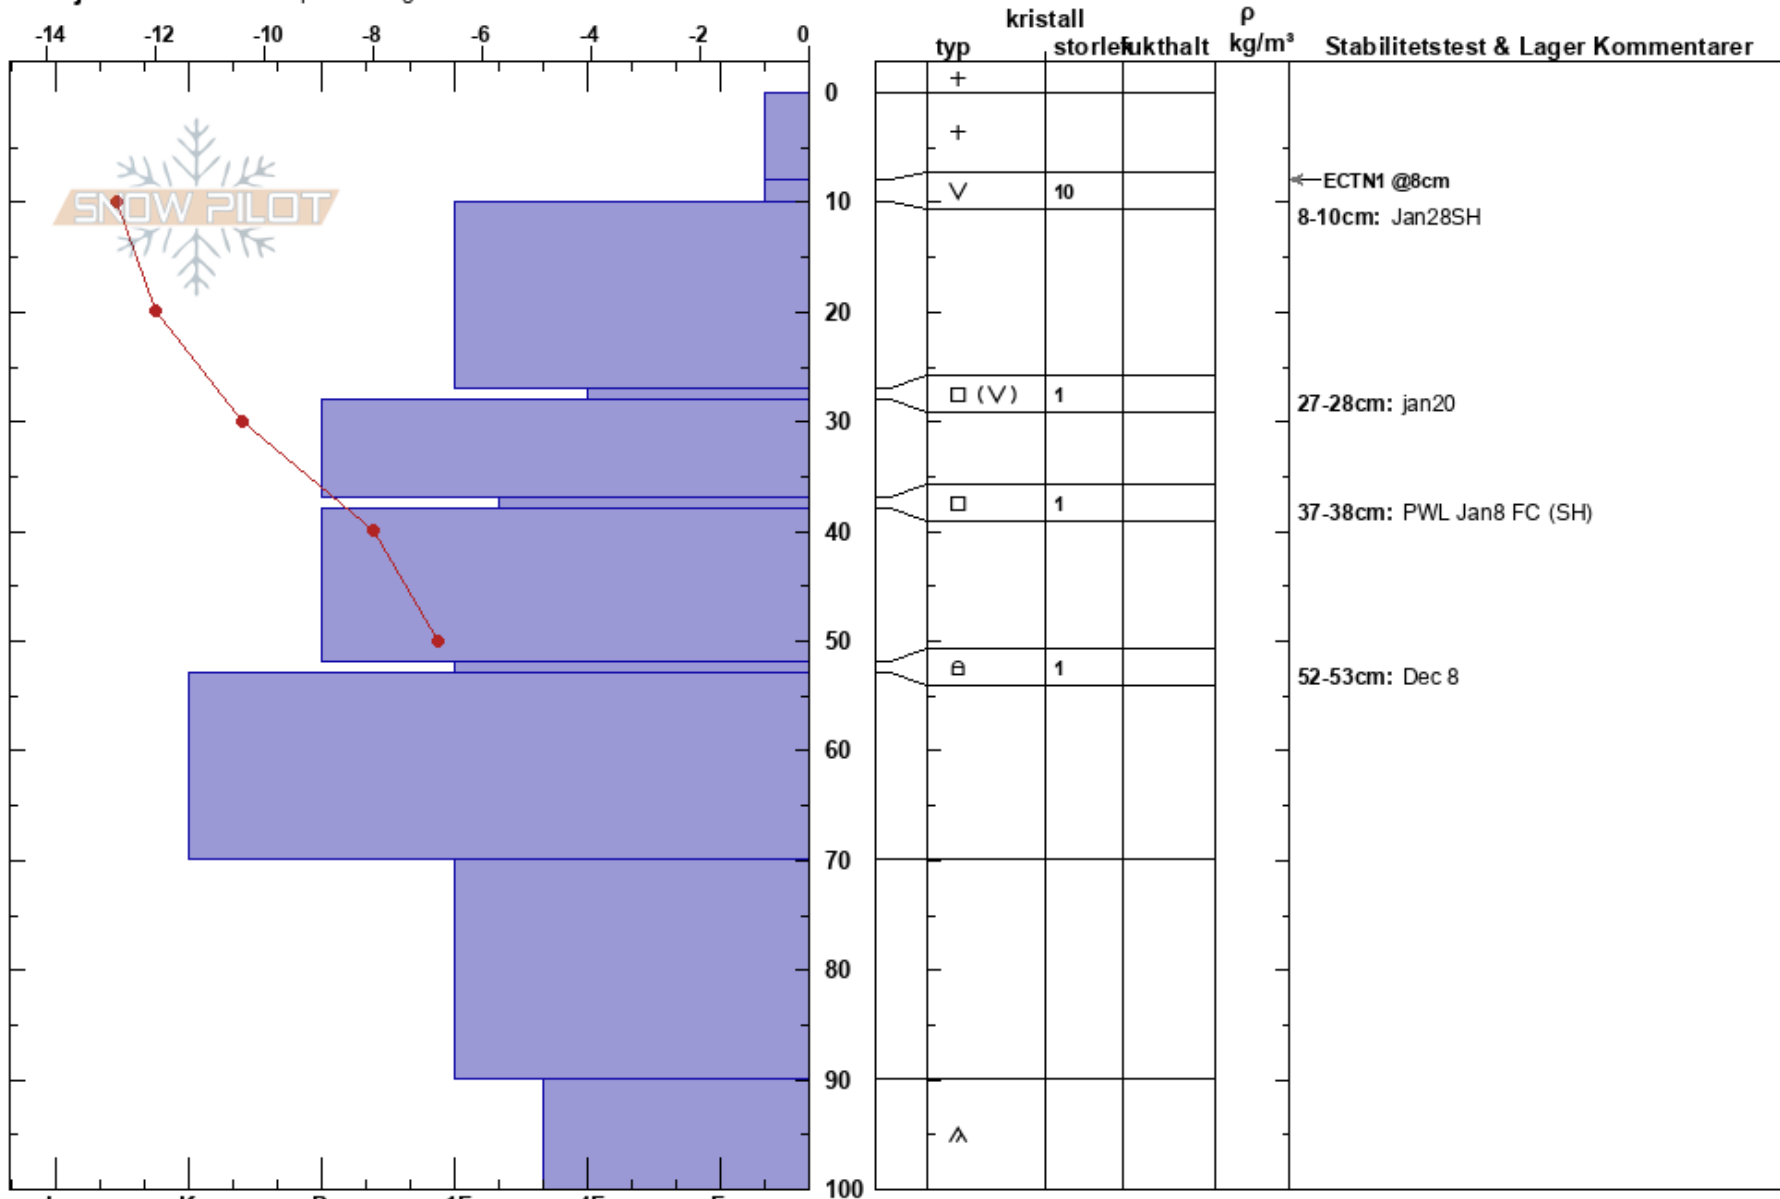 kristall ρ
-14 -12 -10 -8 -6 -4 -2 0 typ kg/m³ Stabilitetstest & Lager Kommentarer
+
0
+
SNOW PILOT
ECTN1 @8cm
V 10
10
8-10cm: Jan28SH
20
□ (V) 1
27-28cm: jan20
30
□ 1
37-38cm: PWL Jan8 FC (SH)
40
50
1
52-53cm: Dec 8
60
70
80
90
100